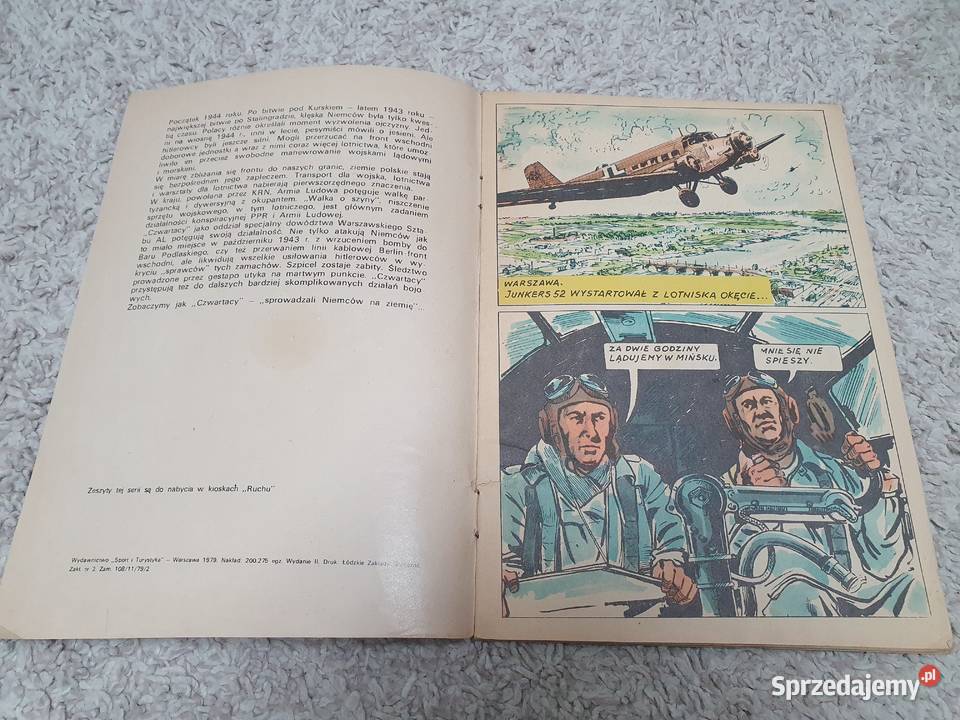 Początek 1944 roku. Po bitwie pod Kurskiem – latem 1943 roku –
największej bitwie po Stalingradzie, klęska Niemców była tylko kwes-
tią czasu. Polacy różnie określali moment wyzwolenia ojczyzny. Jed-
ni na wiosnę 1944 r., inni w lecie, pesymiści mówili o jesieni. Ale
hitlerowcy byli jeszcze silni. Mogli przerzucać na front wschodni
doborowe jednostki a wraz z nimi coraz więcej lotnictwa, które umoż
liwiło im przecież swobodne manewrowanie wojskami lądowymi
i morskimi.
W miarę zbliżania się frontu do naszych granic, ziemie polskie stają
się bezpośrednim jego zapleczem. Transport dla wojska, lotnictwa
i warsztaty dla lotnictwa nabierają pierwszorzędnego znaczenia.
W kraju, powołana przez KRN, Armia Ludowa potęguje walkę par-
tyzancką i dywersyjną z okupantem. „Walka o szyny", niszczenie
sprzętu wojskowego, w tym lotniczego, jest głównym zadaniem
działalności konspiracyjnej PPR i Armii Ludowej.
„Czwartacy" jako oddział specjalny dowództwa Warszawskiego Szta-
bu AL potęgują swoją działalność. Nie tylko atakują Niemców jak
to miało miejsce w październiku 1943 r. z wrzuceniem bomby do
Baru Podlaskiego, czy też przerwaniem linii kablowej Berlin front
wschodni, ale likwidują wszelkie usiłowania hitlerowców w wy-
kryciu „sprawców" tych zamachów. Szpicel zostaje zabity. Śledztwo
prowadzone przez gestapo utyka na martwym punkcie. „Czwartacy"
przystępują też do dalszych bardziej skomplikowanych działań bojo
wych.
Zobaczymy jak „Czwartacy" – „sprowadzali Niemców na ziemię"...
Zeszyty tej serii są do nabycia w kioskach „Ruchu"
Wydawnictwo „Sport i Turystyka" – Warszawa 1979. Nakład: 200.275 egz. Wydanie II. Druk. Łódzkie Zakłady
Zakł. nr 2. Zam. 108/11/79/2
WARSZAWA.
JUNKERS 52 WYSTARTOWAŁ Z LOTNISKA OKĘCIE...
ZA DWIE GODZINY
LĄDUJEMY W MIŃSKU.
MNIE SIĘ NIE
SPIESZY.
Sprzedajemy.pl